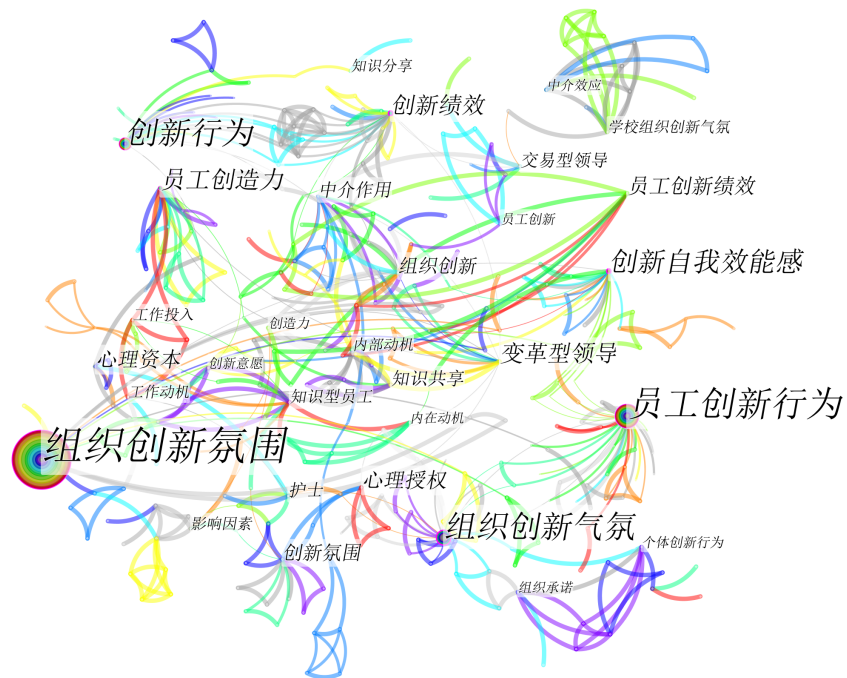 知识分享
中介效应
创新绩效
创新行为
学校组织创新气氛
交易型领导
员工创造力
中介作用
员工创新绩效
员工创新
组织创新
创新自我效能感
工作投入
创造力
内部动机
变革型领导
心理资本
创新意愿
知识共享
工作动机
知识型员工
员工创新行为
内在动机
组织创新氛围
心理授权
护士
影响因素
组织创新气氛
创新氛围
个体创新行为
组织承诺